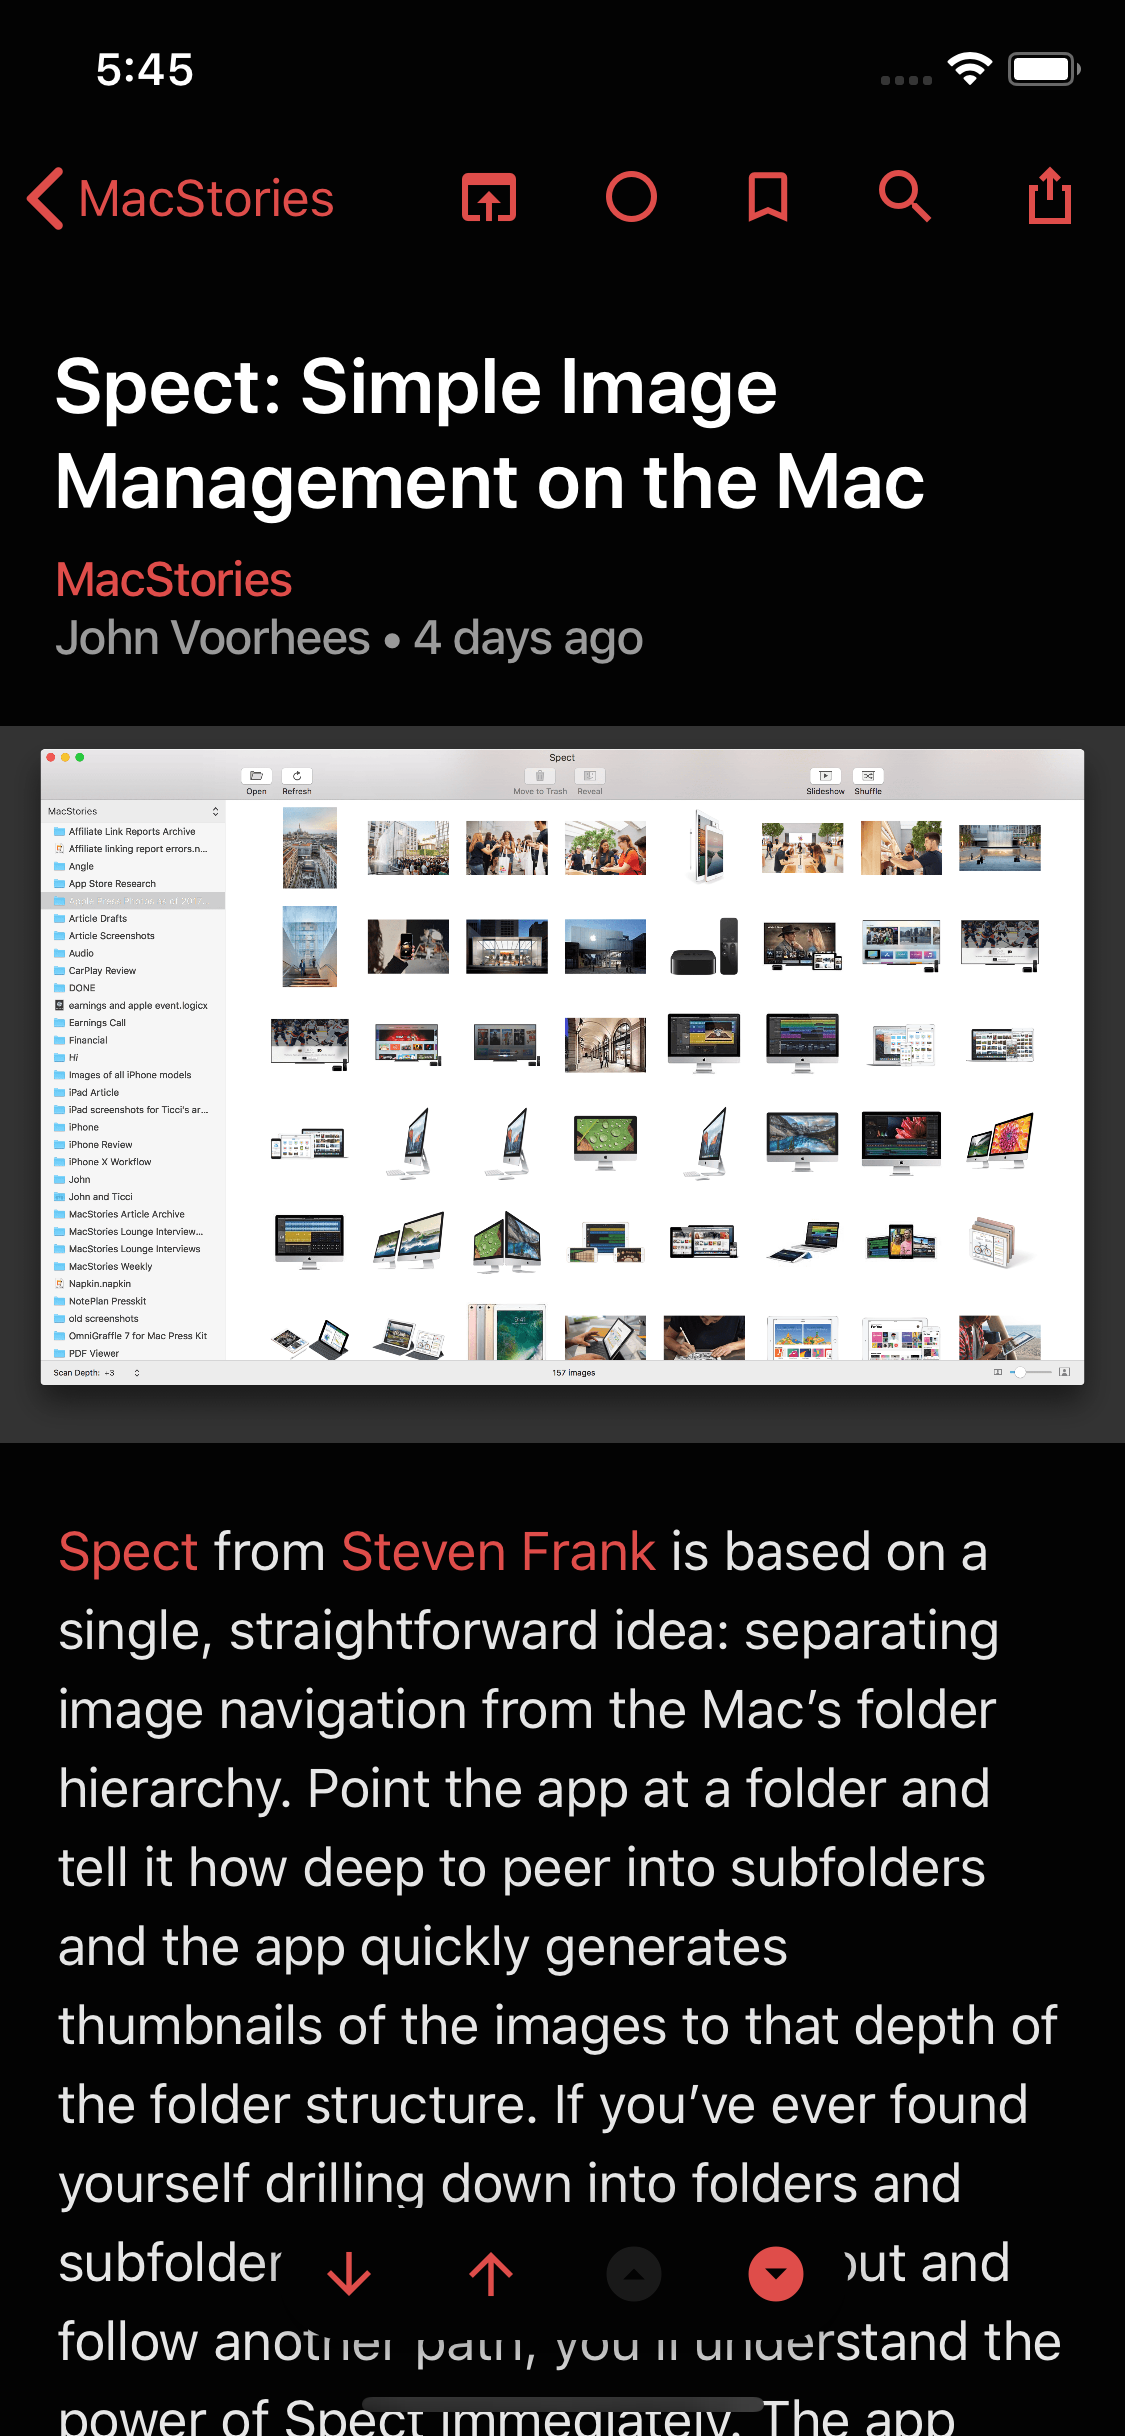 5:45
MacStories
Spect: Simple Image
Management on the Mac
MacStories
John Voorhees • 4 days ago
Spect
Open
Refresh
Move to Trash
Reveal
Slideshow
Shuffle
MacStories
Affiliate Link Reports Archive
Affiliate linking report errors.n...
Angle
App Store Research
Article Drafts
Article Screenshots
Audio
CarPlay Review
DONE
earnings and apple event.logicx
Earnings Call
Financial
Hi
Images of all iPhone models
iPad Article
iPad screenshots for Ticci's ar...
iPhone
iPhone Review
iPhone X Workflow
John
John and Ticci
MacStories Article Archive
MacStories Lounge Interview...
MacStories Lounge Interviews
MacStories Weekly
Napkin.napkin
NotePlan Presskit
old screenshots
OmniGraffle 7 for Mac Press Kit
PDF Viewer
Scan Depth: +3
157 images
Spect from Steven Frank is based on a
single, straightforward idea: separating
image navigation from the Mac’s folder
hierarchy. Point the app at a folder and
tell it how deep to peer into subfolders
and the app quickly generates
thumbnails of the images to that depth of
the folder structure. If you’ve ever found
yourself drilling down into folders and
subfolder out and
follow another path, you’ll understand the
power of Spect immediately. The app